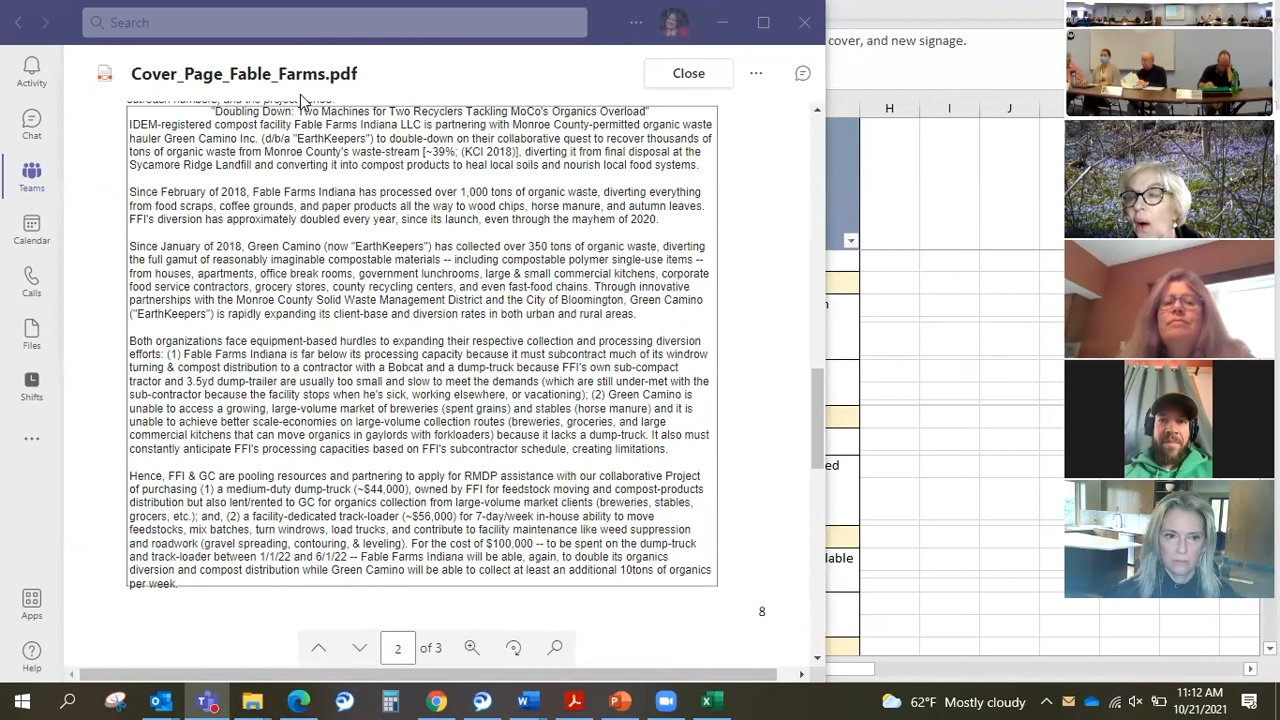 Search
cover, and new signage.
Activity
Chat
Teams
Calendar
Calls
Files
Shifts
Apps
Help
Cover_Page_Fable_Farms.pdf
Close
"Doubling Down: Two Machines for Two Recyclers Tackling MoCo's Organics Overload"
IDEM-registered compost facility Fable Farms Indiana LLC is partnering with Monroe County-permitted organic waste
hauler Green Camino Inc. (d/b/a "EarthKeepers") to double-down on their collaborative quest to recover thousands of
tons of organic waste from Monroe County's waste-stream [~39%; (KCI 2018)], diverting it from final disposal at the
Sycamore Ridge Landfill and converting it into compost products to heal local soils and nourish local food systems.
Since February of 2018, Fable Farms Indiana has processed over 1,000 tons of organic waste, diverting everything
from food scraps, coffee grounds, and paper products all the way to wood chips, horse manure, and autumn leaves.
FFI's diversion has approximately doubled every year, since its launch, even through the mayhem of 2020.
Since January of 2018, Green Camino (now "EarthKeepers") has collected over 350 tons of organic waste, diverting
the full gamut of reasonably imaginable compostable materials -- including compostable polymer single-use items --
from houses, apartments, office break rooms, government lunchrooms, large & small commercial kitchens, corporate
food service contractors, grocery stores, county recycling centers, and even fast-food chains. Through innovative
partnerships with the Monroe County Solid Waste Management District and the City of Bloomington, Green Camino
("EarthKeepers") is rapidly expanding its client-base and diversion rates in both urban and rural areas.
Both organizations face equipment-based hurdles to expanding their respective collection and processing diversion
efforts: (1) Fable Farms Indiana is far below its processing capacity because it must subcontract much of its windrow
turning & compost distribution to a contractor with a Bobcat and a dump-truck because FFI's own sub-compact
tractor and 3.5yd dump-trailer are usually too small and slow to meet the demands (which are still under-met with the
sub-contractor because the facility stops when he's sick, working elsewhere, or vacationing); (2) Green Camino is
unable to access a growing, large-volume market of breweries (spent grains) and stables (horse manure) and it is
unable to achieve better scale-economies on large-volume collection routes (breweries, groceries, and large
commercial kitchens that can move organics in gaylords with forkloaders) because it lacks a dump-truck. It also must
constantly anticipate FFI's processing capacities based on FFI's subcontractor schedule, creating limitations.
Hence, FFI & GC are pooling resources and partnering to apply for RMDP assistance with our collaborative Project
of purchasing (1) a medium-duty dump-truck (~$44,000), owned by FFI for feedstock moving and compost-products
distribution but also lent/rented to GC for organics collection from large-volume market clients (breweries, stables,
grocers, etc.); and, (2) a facility-dedicated track-loader (~$56,000) for 7-day/week in-house ability to move
feedstocks, mix batches, turn windrows, load trucks, and contribute to facility maintenance like weed suppression
and roadwork (gravel spreading, contouring, & leveling). For the cost of $100,000 -- to be spent on the dump-truck
and track-loader between 1/1/22 and 6/1/22 -- Fable Farms Indiana will be able, again, to double its organics
diversion and compost distribution while Green Camino will be able to collect at least an additional 10tons of organics
per week.
8
2 of 3
H I J
62°F Mostly cloudy
11:12 AM
10/21/2021